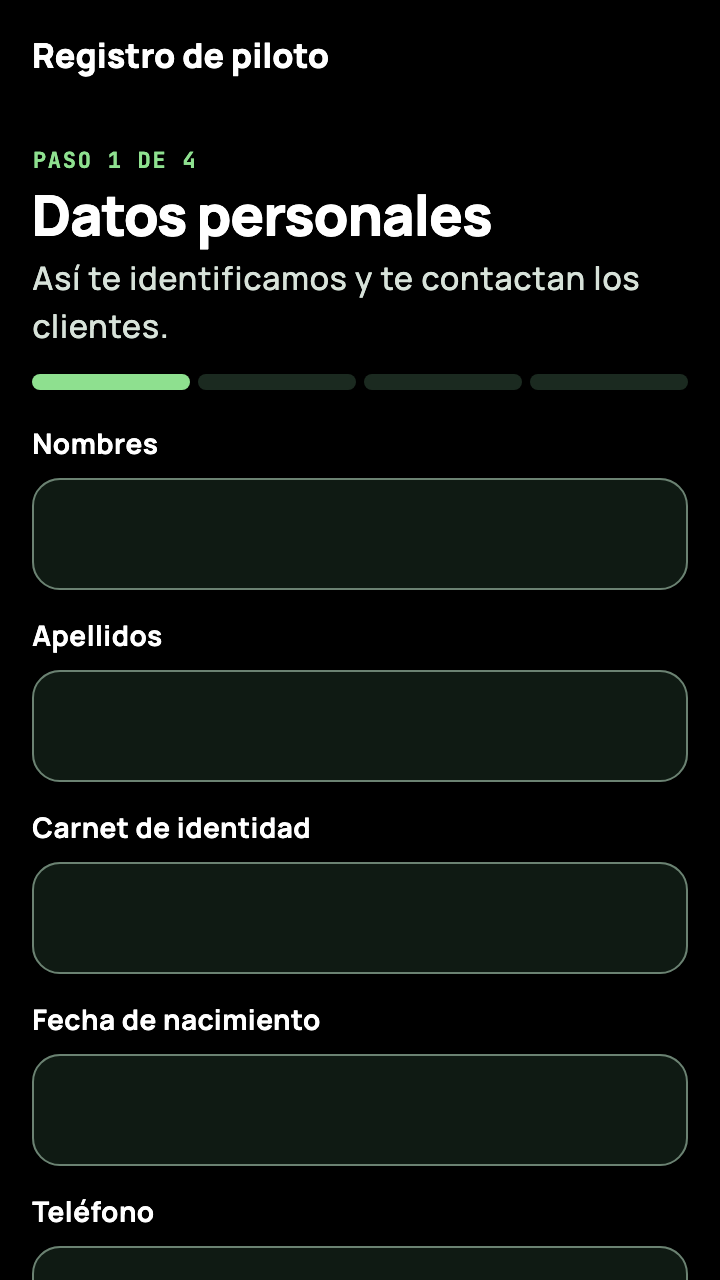 Registro de piloto
PASO 1 DE 4
Datos personales
Así te identificamos y te contactan los
clientes.
Nombres
Apellidos
Carnet de identidad
Fecha de nacimiento
Teléfono